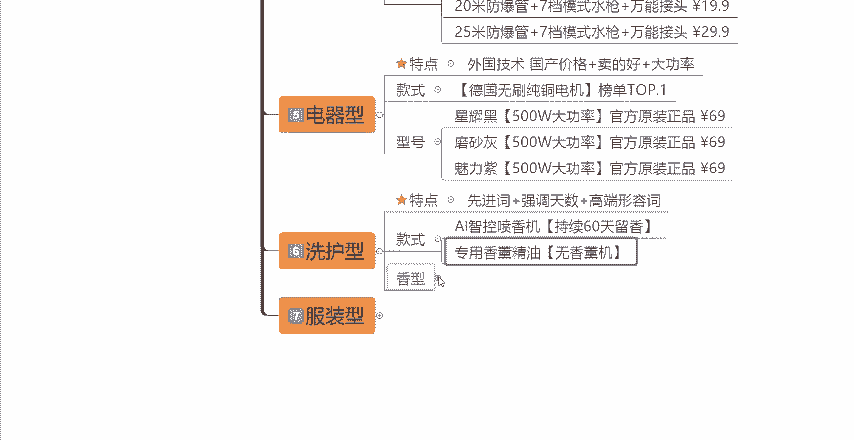 20米防爆管+7档模式水枪+万能接头 ¥19.9
25米防爆管+7档模式水枪+万能接头 ¥29.9
5 电器型
特点
外国技术 国产价格+卖的好+大功率
款式
【德国无刷纯铜电机】榜单TOP.1
型号
星耀黑【500W大功率】官方原装正品 ¥69
磨砂灰【500W大功率】官方原装正品 ¥69
魅力紫【500W大功率】官方原装正品 ¥69
6 洗护型
特点
先进词+强调天数+高端形容词
款式
AI智控喷香机【持续60天留香】
专用香薰精油【无香薰机】
香型
7 服装型